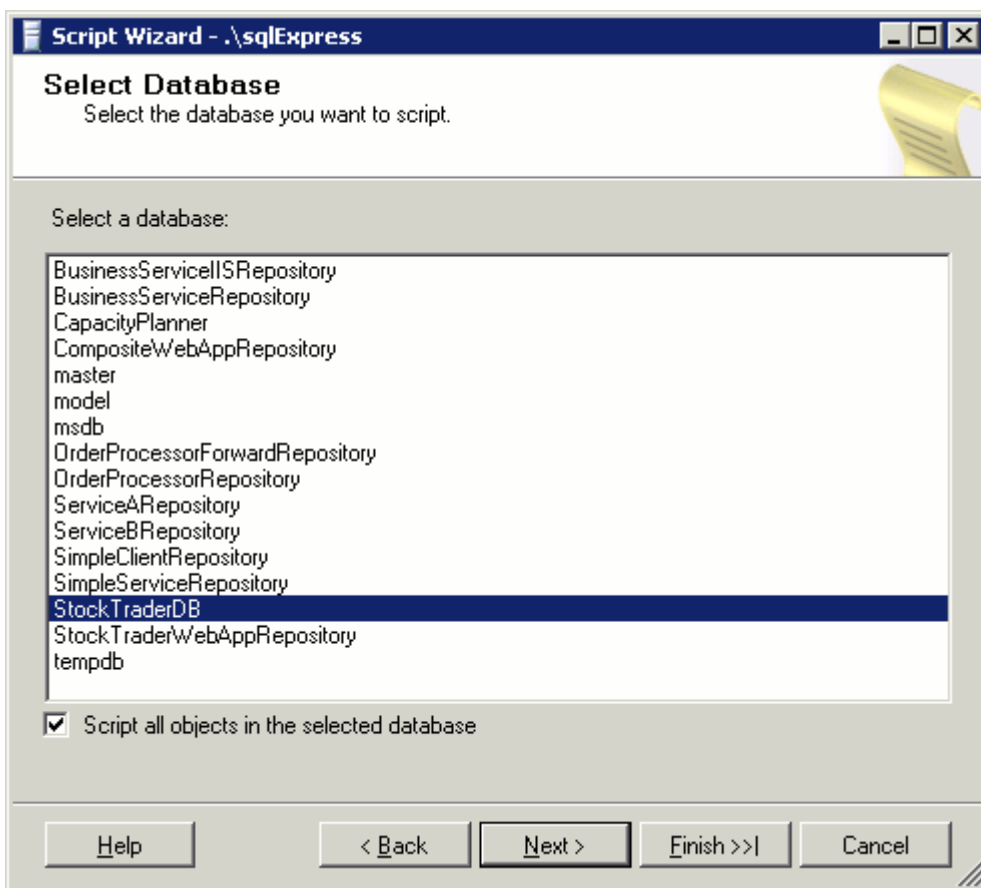 Script Wizard - .\sqlExpress
Select Database
Select the database you want to script.
Select a database:
BusinessServiceIISRepository
BusinessServiceRepository
CapacityPlanner
CompositeWebAppRepository
master
model
msdb
OrderProcessorForwardRepository
OrderProcessorRepository
ServiceARepository
ServiceBRepository
SimpleClientRepository
SimpleServiceRepository
StockTraderDB
StockTraderWebAppRepository
tempdb
Script all objects in the selected database
Help < Back Next > Finish >>| Cancel